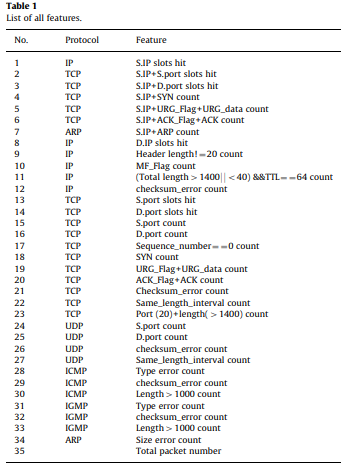 Table 1
List of all features.
No. Protocol Feature
1 IP S.IP slots hit
2 TCP S.IP+S.port slots hit
3 TCP S.IP+D.port slots hit
4 TCP S.IP+SYN count
5 TCP S.IP+URG_Flag+URG_data count
6 TCP S.IP+ACK_Flag+ACK count
7 ARP S.IP+ARP count
8 IP D.IP slots hit
9 IP Header length!=20 count
10 IP MF_Flag count
11 IP (Total length>1400||<40) &&TTL==64 count
12 IP checksum_error count
13 TCP S.port slots hit
14 TCP D.port slots hit
15 TCP S.port count
16 TCP D.port count
17 TCP Sequence_number==0 count
18 TCP SYN count
19 TCP URG_Flag+URG_data count
20 TCP ACK_Flag+ACK count
21 TCP Checksum_error count
22 TCP Same_length_interval count
23 TCP Port (20)+length(>1400) count
24 UDP S.port count
25 UDP D.port count
26 UDP checksum_error count
27 UDP Same_length_interval count
28 ICMP Type error count
29 ICMP checksum_error count
30 ICMP Length>1000 count
31 IGMP Type error count
32 IGMP checksum_error count
33 IGMP Length>1000 count
34 ARP Size error count
35 Total packet number